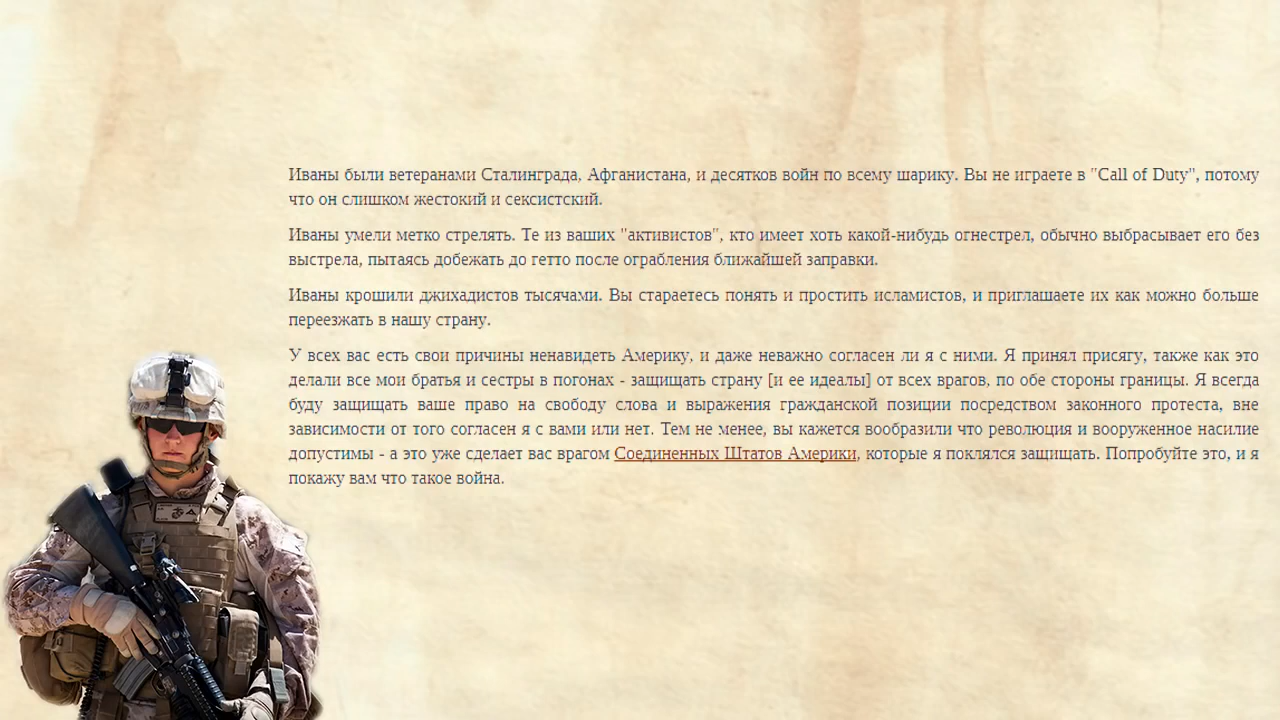 Иваны были ветеранами Сталинграда, Афганистана, и десятков войн по всему шарику. Вы не играете в "Call of Duty", потому
что он слишком жестокий и сексистский.
Иваны умели метко стрелять. Те из ваших "активистов", кто имеет хоть какой-нибудь огнестрел, обычно выбрасывает его без
выстрела, пытаясь добежать до гетто после ограбления ближайшей заправки.
Иваны крошили джихадистов тысячами. Вы стараетесь понять и простить исламистов, и приглашаете их как можно больше
переезжать в нашу страну.
У всех вас есть свои причины ненавидеть Америку, и даже неважно согласен ли я с ними. Я принял присягу, также как это
делали все мои братья и сестры в погонах - защищать страну [и ее идеалы] от всех врагов, по обе стороны границы. Я всегда
буду защищать ваше право на свободу слова и выражения гражданской позиции посредством законного протеста, вне
зависимости от того согласен я с вами или нет. Тем не менее, вы кажется вообразили что революция и вооруженное насилие
допустимы - а это уже сделает вас врагом Соединенных Штатов Америки, которые я поклялся защищать. Попробуйте это, и я
покажу вам что такое война.